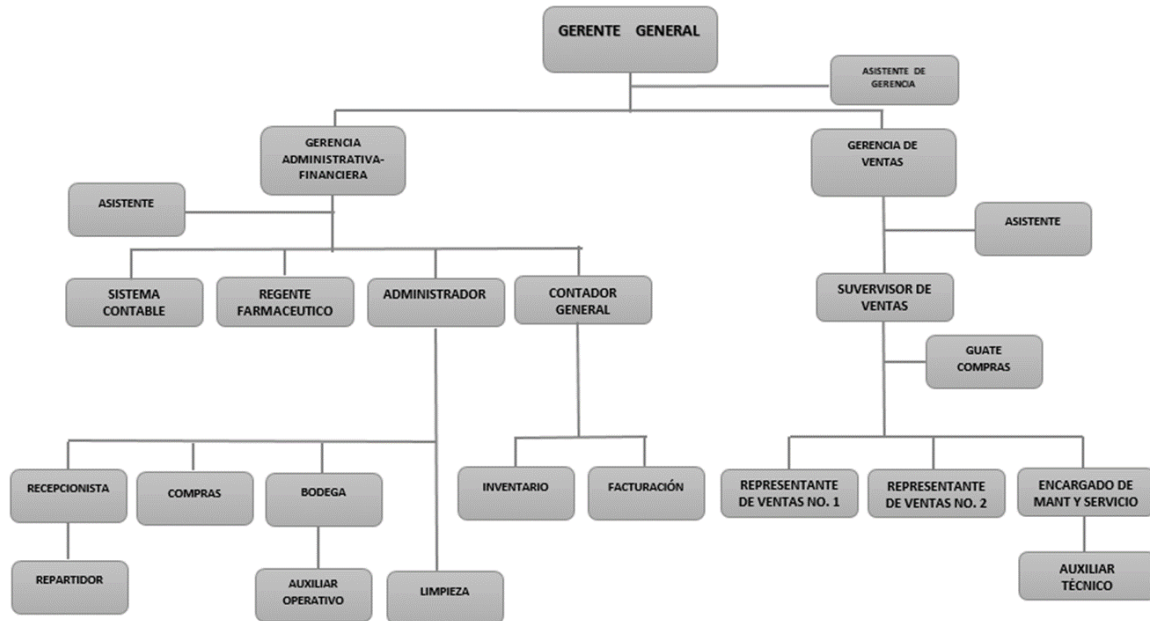 GERENTE GENERAL
ASISTENTE DE
GERENCIA
GERENCIA
ADMINISTRATIVA-
FINANCIERA
GERENCIA DE
VENTAS
ASISTENTE
ASISTENTE
SISTEMA
CONTABLE
REGENTE
FARMACEUTICO
ADMINISTRADOR
CONTADOR
GENERAL
SUVERVISOR DE
VENTAS
GUATE
COMPRAS
RECEPCIONISTA
COMPRAS
BODEGA
INVENTARIO
FACTURACIÓN
REPRESENTANTE
DE VENTAS NO. 1
REPRESENTANTE
DE VENTAS NO. 2
ENCARGADO DE
MANT Y SERVICIO
REPARTIDOR
AUXILIAR
OPERATIVO
LIMPIEZA
AUXILIAR
TÉCNICO